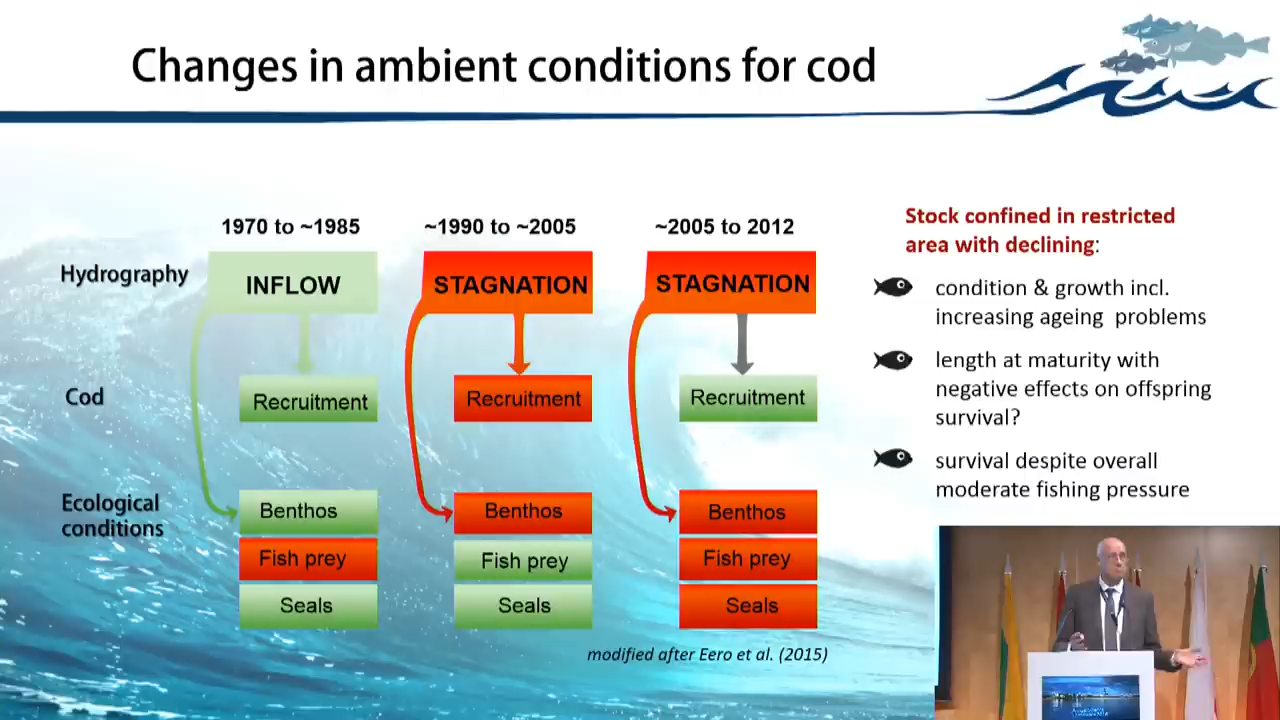 Changes in ambient conditions for cod
1970 to ~1985
~1990 to ~2005
~2005 to 2012
Hydrography
INFLOW
STAGNATION
STAGNATION
Cod
Recruitment
Recruitment
Recruitment
Ecological
conditions
Benthos
Benthos
Benthos
Fish prey
Fish prey
Fish prey
Seals
Seals
Seals
modified after Eero et al. (2015)
Stock confined in restricted
area with declining:
condition & growth incl.
increasing ageing problems
length at maturity with
negative effects on offspring
survival?
survival despite overall
moderate fishing pressure